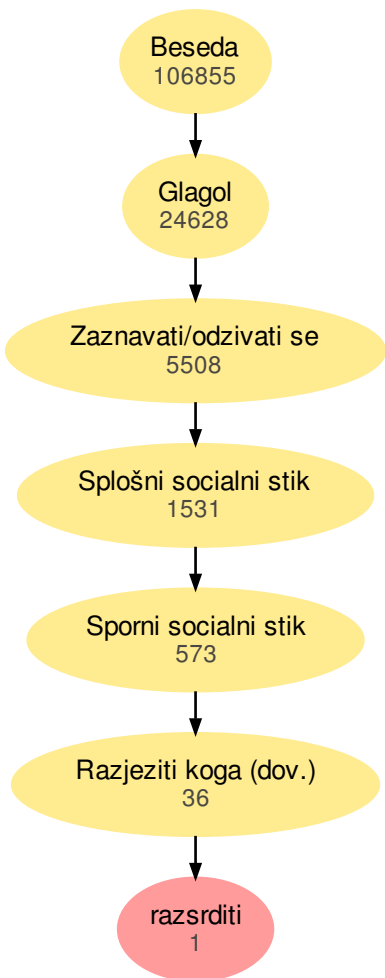 Beseda
106855
Glagol
24628
Zaznavati/odzivati se
5508
Splošni socialni stik
1531
Sporni socialni stik
573
Razjeziti koga (dov.)
36
razsrditi
1